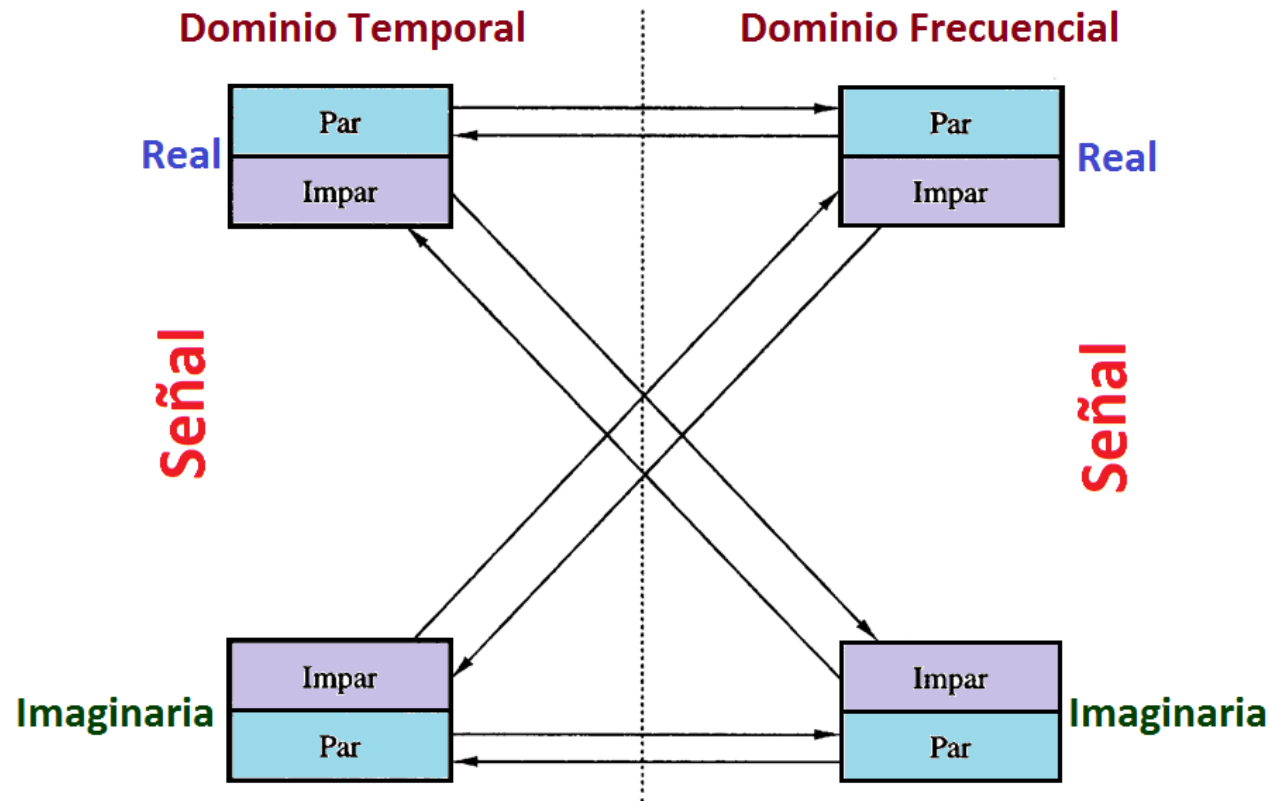 Dominio Temporal
Dominio Frecuencial
Par
Par
Real
Real
Impar
Impar
Señal
Señal
Impar
Impar
Imaginaria
Imaginaria
Par
Par